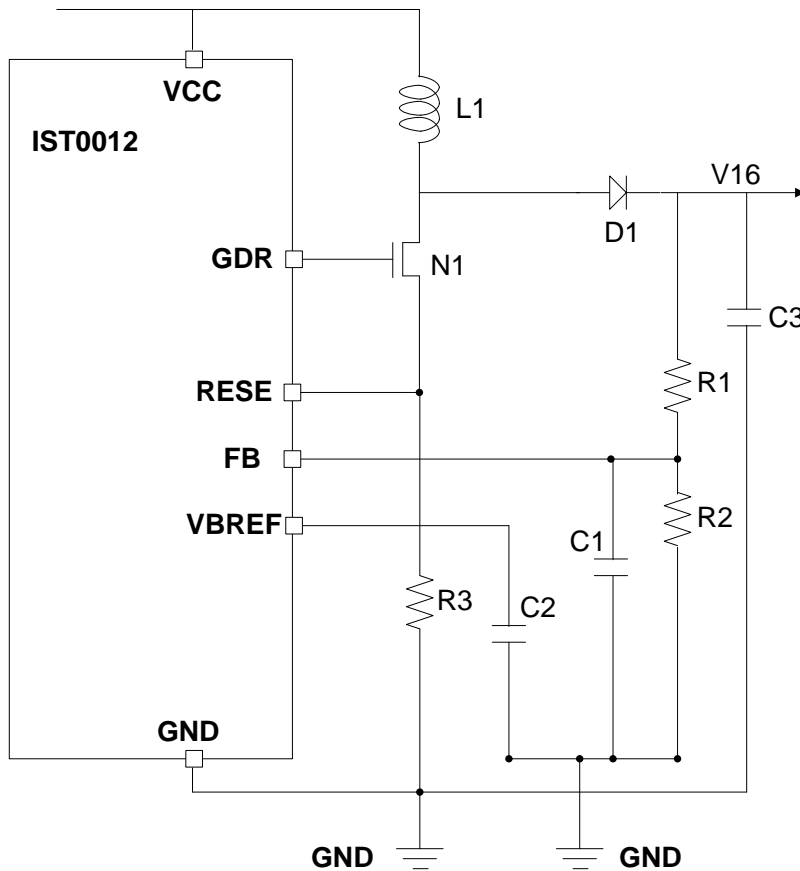 VCC
L1
IST0012
V16
D1
GDR
N1
C3
R1
RESE
FB
VBREF
R2
C1
R3
C2
GND
GND
GND